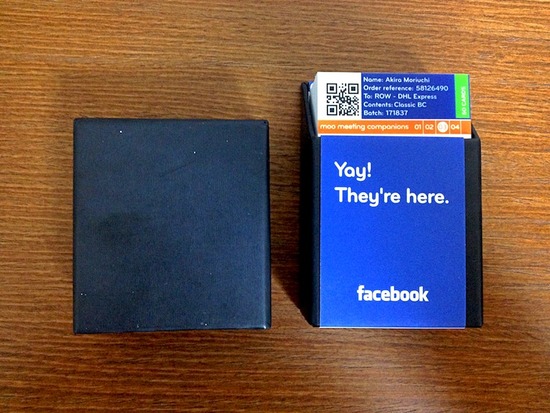 Name: Akira Moriuchi
Order reference: 58126490
To: ROW - DHL Express
Contents: Classic BC
Batch: 171837
moo meeting companions 01 02 03 04
Yay!
They're here.
facebook